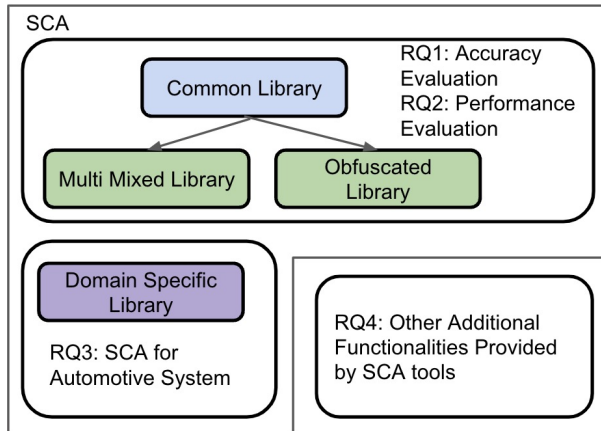 SCA
Common Library
RQ1: Accuracy
Evaluation
RQ2: Performance
Evaluation
Multi Mixed Library
Obfuscated
Library
Domain Specific
Library
RQ3: SCA for
Automotive System
RQ4: Other Additional
Functionalities Provided
by SCA tools